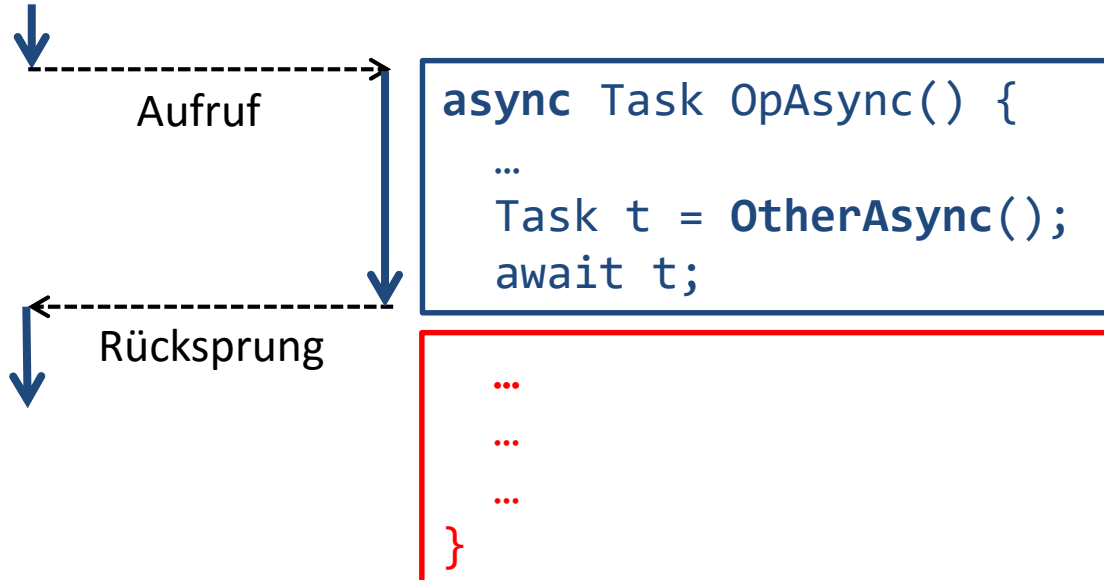 Aufruf
async Task OpAsync() {
…
Task t = OtherAsync();
await t;
Rücksprung
…
…
…
}